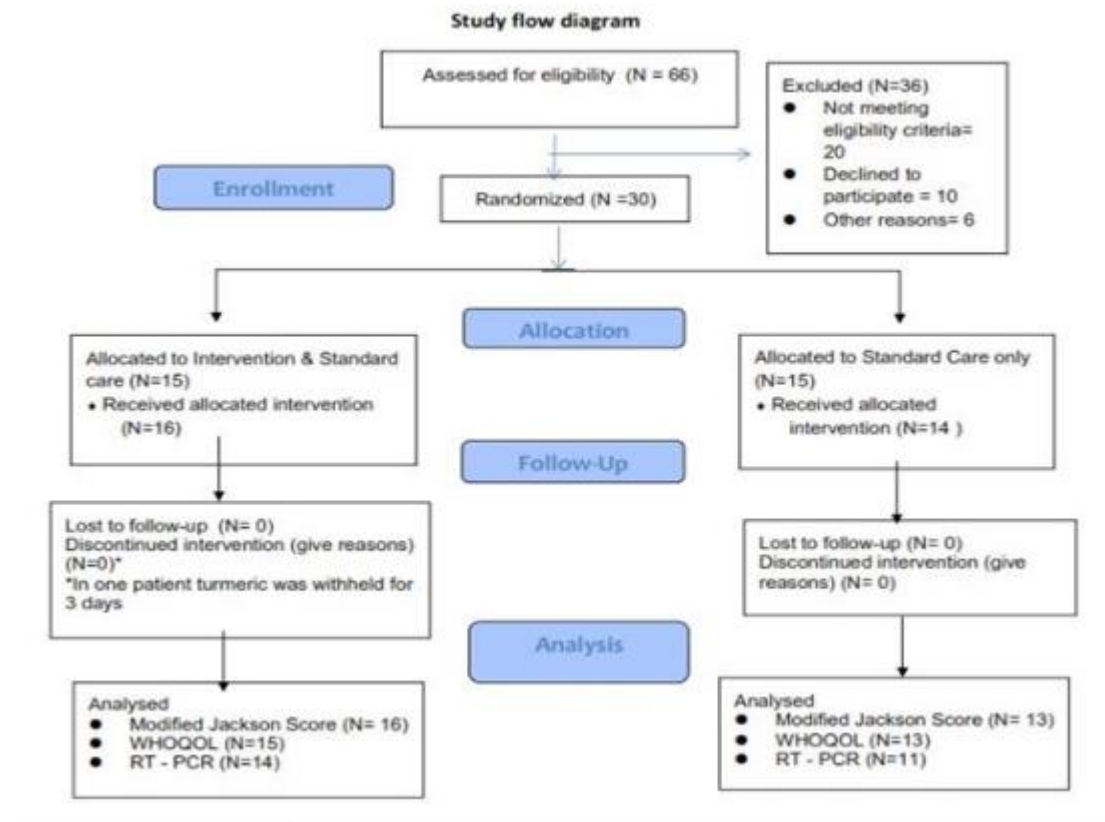 Study flow diagram
Assessed for eligibility (N = 66)
Excluded (N=36)
● Not meeting
eligibility criteria=
20
● Declined to
participate = 10
● Other reasons= 6
Enrollment
Randomized (N =30)
Allocation
Allocated to Intervention & Standard
care (N=15)
• Received allocated intervention
(N=16)
Allocated to Standard Care only
(N=15)
• Received allocated
intervention (N=14 )
Follow-Up
Lost to follow-up (N= 0)
Discontinued intervention (give reasons)
(N=0)*
*In one patient turmeric was withheld for
3 days
Lost to follow-up (N= 0)
Discontinued intervention (give
reasons) (N= 0)
Analysis
Analysed
● Modified Jackson Score (N= 16)
● WHOQOL (N=15)
● RT - PCR (N=14)
Analysed
● Modified Jackson Score (N= 13)
● WHOQOL (N=13)
● RT - PCR (N=11)